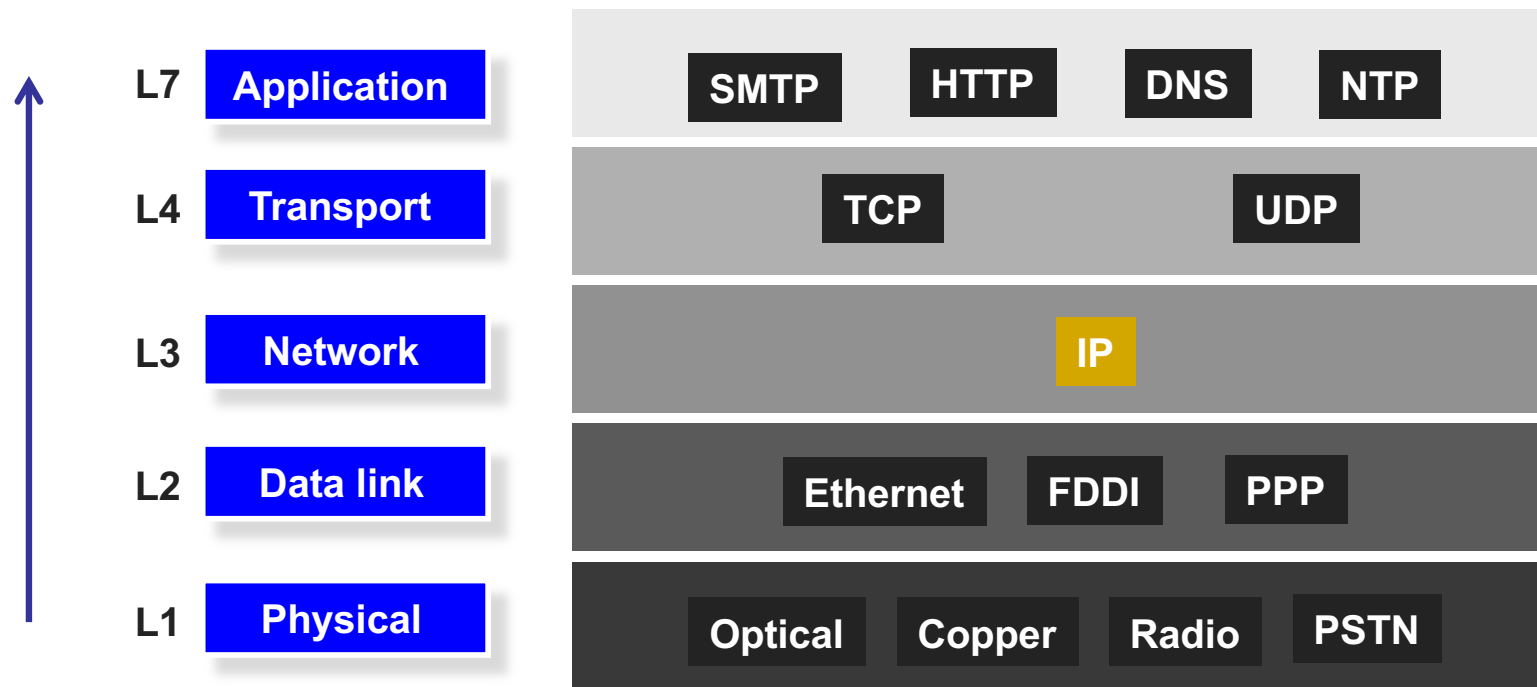 L7 Application SMTP HTTP DNS NTP
L4 Transport TCP UDP
L3 Network IP
L2 Data link Ethernet FDDI PPP
L1 Physical Optical Copper Radio PSTN